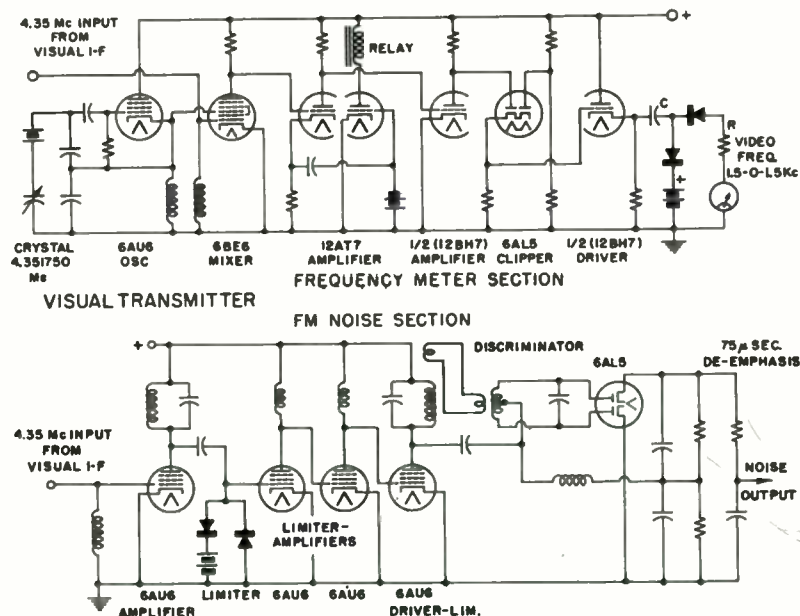 4.35 Mc INPUT
FROM
VISUAL I-F
+
RELAY
C
R
VIDEO
FREQ.
1.5-0-1.5Kc
+
CRYSTAL
4.351750
Mc
6AU6
OSC
6BE6
MIXER
12AT7
AMPLIFIER
1/2 (12BH7)
AMPLIFIER
6AL5
CLIPPER
1/2 (12BH7)
DRIVER
FREQUENCY METER SECTION
VISUAL TRANSMITTER
FM NOISE SECTION
+
DISCRIMINATOR
6AL5
75µ SEC.
DE-EMPHASIS
4.35 Mc INPUT
FROM
VISUAL I-F
LIMITER-
AMPLIFIERS
NOISE
OUTPUT
6AU6
AMPLIFIER
LIMITER
6AU6
6AU6
6AU6
DRIVER-LIM.